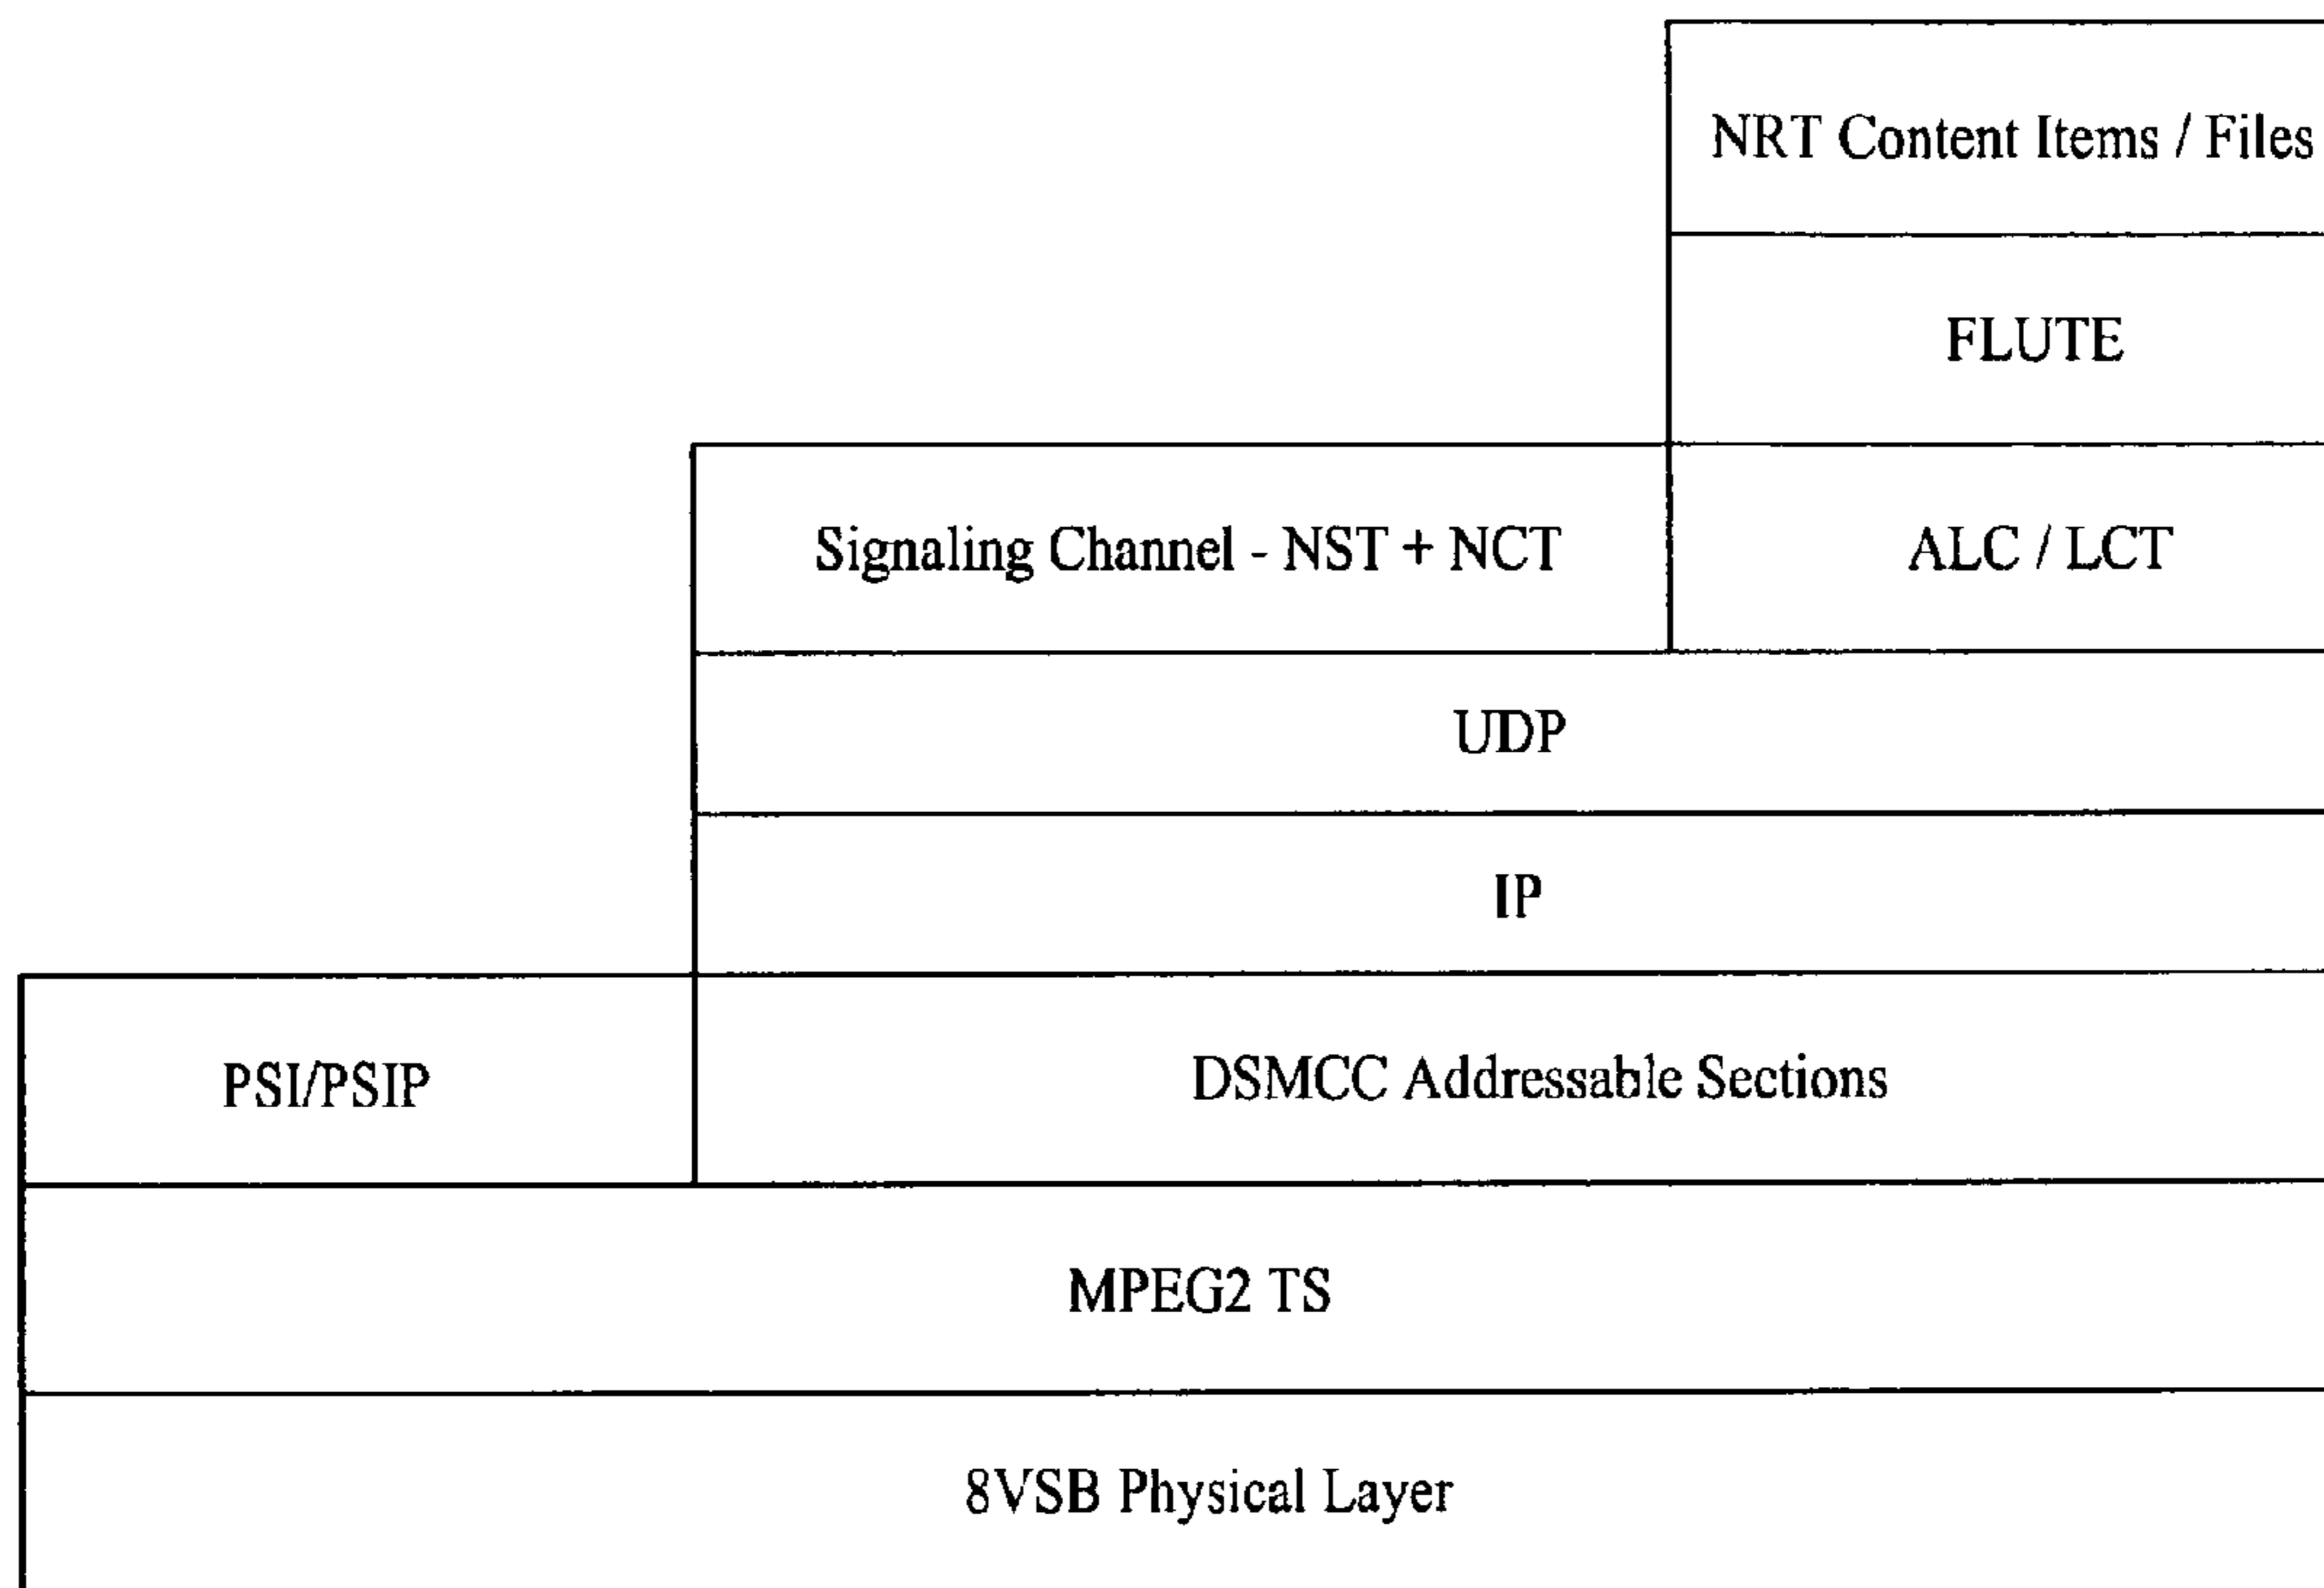 NRT Content Items / Files
FLUTE
Signaling Channel - NST + NCT
ALC / LCT
UDP
IP
PSI/PSIP
DSMCC Addressable Sections
MPEG2 TS
8VSB Physical Layer